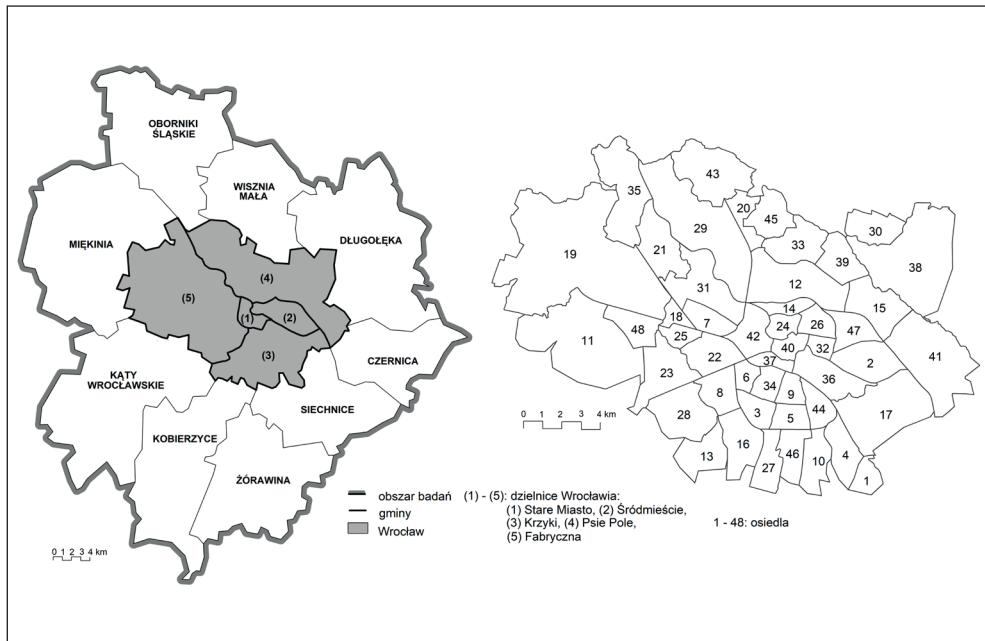 OBORNIKI
ŚLĄSKIE
WISZNIA
MAŁA
MIĘKINIA
DŁUGOŁĘKA
(4)
(5)
(1)
(2)
(3)
CZERNICA
KĄTY
WROCŁAWSKIE
SIECHNICE
KOBIERZYCE
ŻÓRAWINA
0 1 2 3 4 km
obszar badań
gminy
Wrocław
(1) - (5): dzielnice Wrocławia:
(1) Stare Miasto, (2) Śródmieście,
(3) Krzyki, (4) Psie Pole,
(5) Fabryczna
43
35
20
45
30
29
33
21
39
38
19
12
31
15
14
18
7
24
26
48
42
47
25
40
32
41
11
37
2
22
23
6
34
36
8
9
17
28
3
5
44
16
13
46
4
27
10
1
0 1 2 3 4 km
1 - 48: osiedla